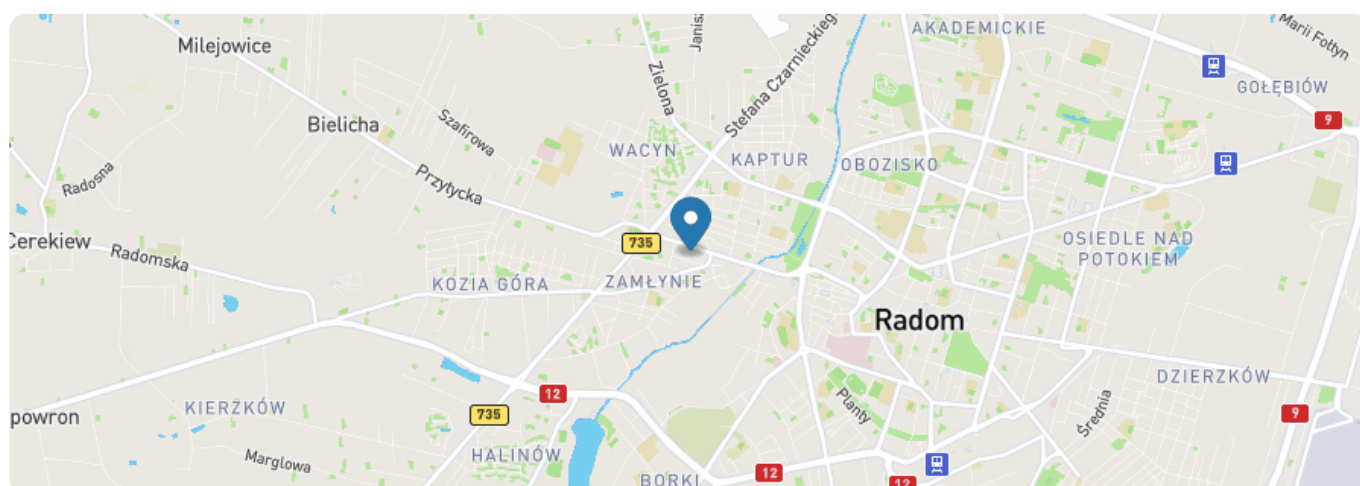 Milejowice
Bielicha
Szafirowa
Radosna
Przytycka
Cerekiew
Radomska
KOZIA GÓRA
ZAMŁYNIE
735
WACYN
KAPTUR
Zielona
Stefana Czarnieckiego
AKADEMICKIE
Marii Fołtyn
GOŁĘBIÓW
9
OBOZISKO
OSIEDLE NAD
POTOKIEM
Radom
DZIERZKÓW
Planty
Średnia
9
12
735
KIERZKÓW
powron
Marglowa
HALINÓW
BORKI
12
12